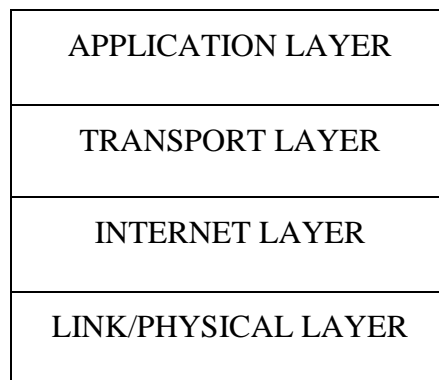 APPLICATION LAYER
TRANSPORT LAYER
INTERNET LAYER
LINK/PHYSICAL LAYER